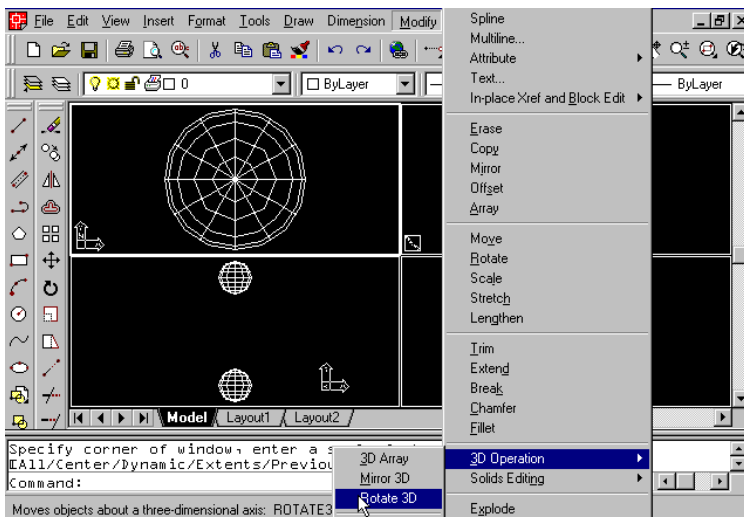 File Edit View Insert Format Tools Draw Dimension Modify
0 ByLayer ByLayer
Spline
Multiline...
Attribute
Text...
In-place Xref and Block Edit
Erase
Copy
Mirror
Offset
Array
Move
Rotate
Scale
Stretch
Lengthen
Trim
Extend
Break
Chamfer
Fillet
3D Operation
Solids Editing
Explode
3D Array
Mirror 3D
Rotate 3D
Y
Model Layout1 Layout2
Specify corner of window, enter a
[All/Center/Dynamic/Extents/Previou
Command:
Moves objects about a three-dimensional axis: ROTATE3